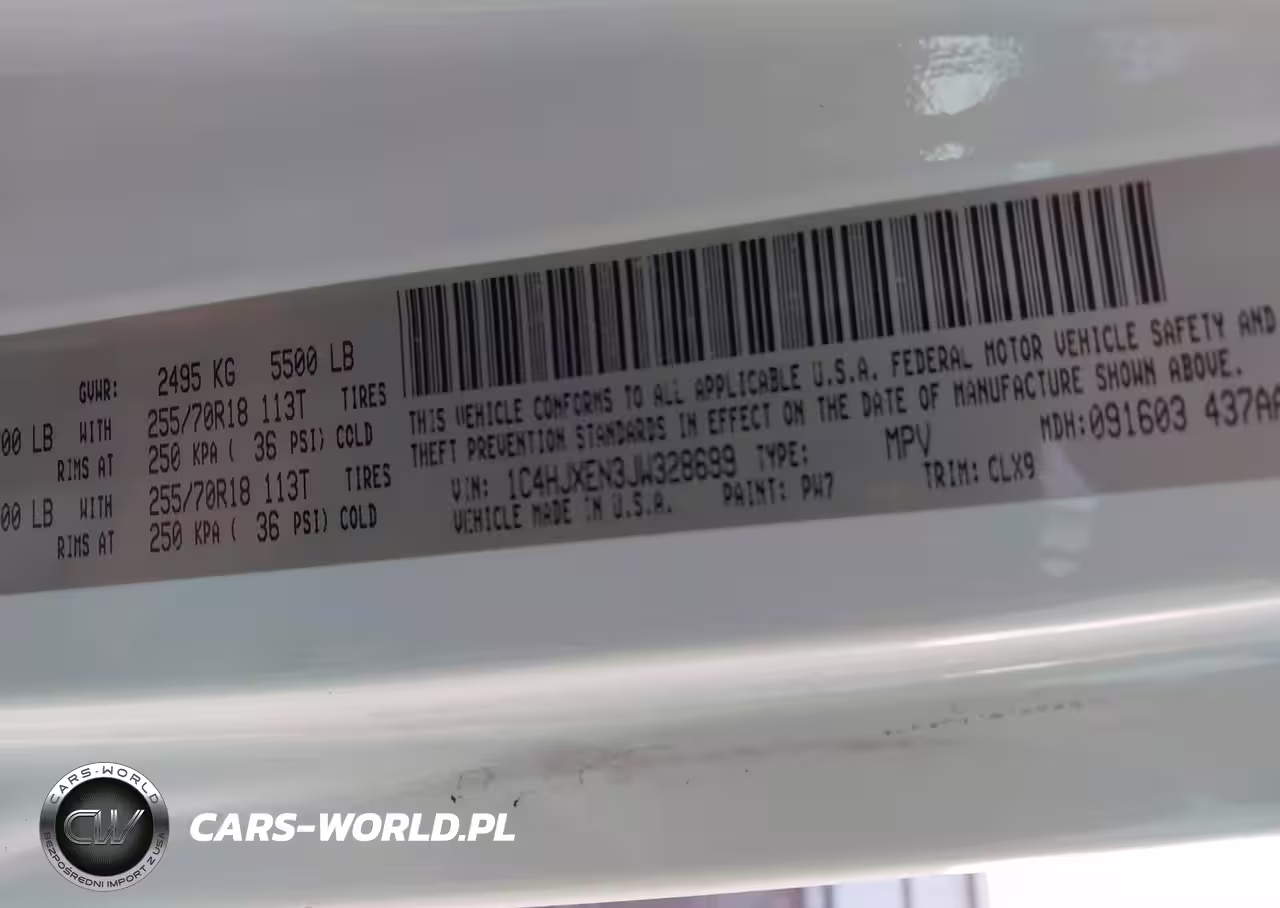 GVWR: 2495 KG 5500 LB
00 LB WITH 255/70R18 113T TIRES
RIMS AT 250 KPA ( 36 PSI) COLD
00 LB WITH 255/70R18 113T TIRES
RIMS AT 250 KPA ( 36 PSI) COLD
THIS VEHICLE CONFORMS TO ALL APPLICABLE U.S.A. FEDERAL MOTOR VEHICLE SAFETY AND
THEFT PREVENTION STANDARDS IN EFFECT ON THE DATE OF MANUFACTURE SHOWN ABOVE.
VIN: 1C4HJXEN3JW328699 TYPE: MPV MDH:091603 437AA
VEHICLE MADE IN U.S.A. PAINT: PW7 TRIM: CLX9
CARS-WORLD
CW
BEZPOŚREDNI IMPORT Z USA
CARS-WORLD.PL